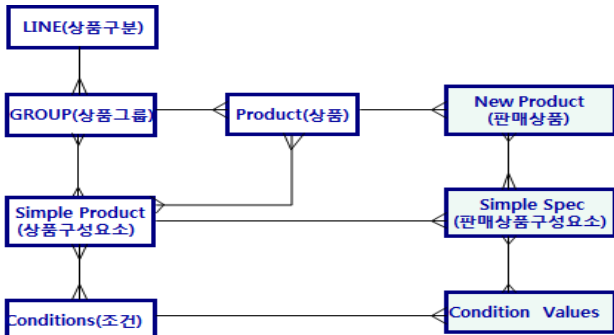 LINE(상품구분)
GROUP(상품그룹)
Product(상품)
New Product
(판매상품)
Simple Product
(상품구성요소)
Simple Spec
(판매상품구성요소)
Conditions(조건)
Condition Values